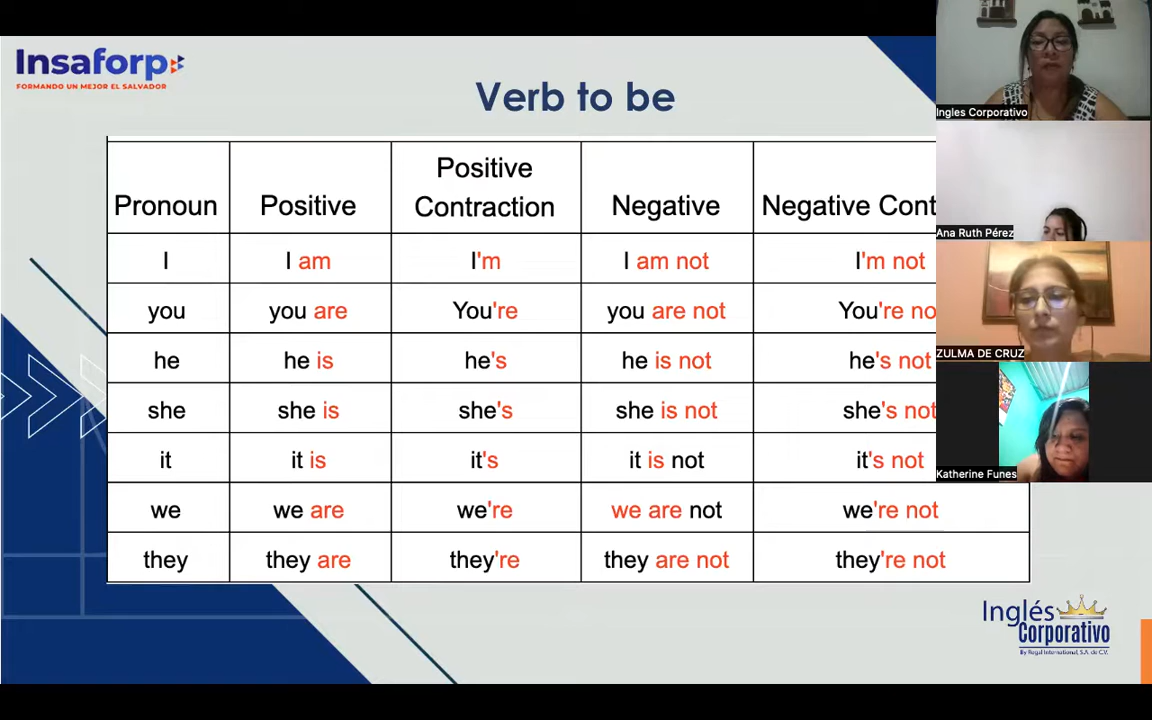 Insaforp
FORMANDO UN MEJOR EL SALVADOR
Verb to be
Pronoun Positive Positive Contraction Negative Negative Cont
I I am I'm I am not I'm not
you you are You're you are not You're no
he he is he's he is not he's not
she she is she's she is not she's not
it it is it's it is not it's not
we we are we're we are not we're not
they they are they're they are not they're not
Ingles Corporativo
Ana Ruth Pérez
ZULMA DE CRUZ
Katherine Funes
Inglés
Corporativo
By Regal International, S.A. de C.V.